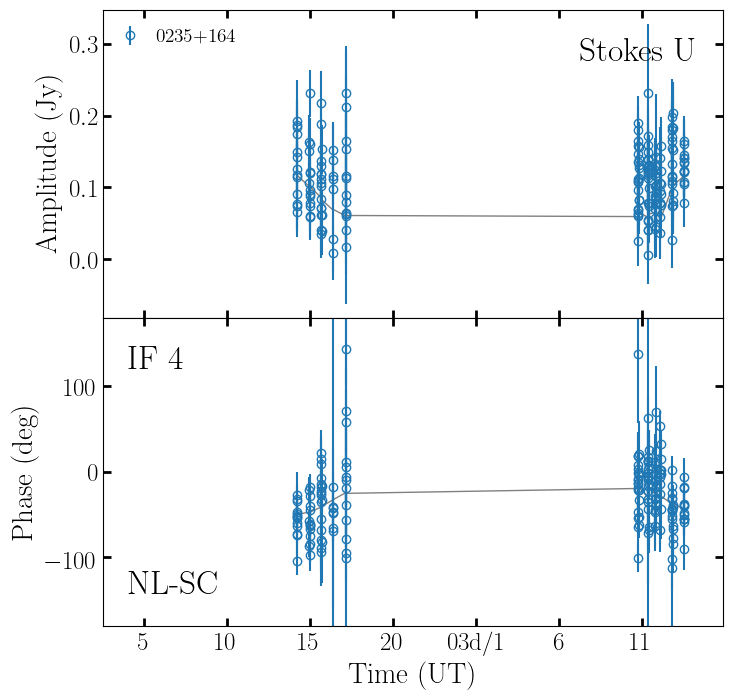 0235+164
Stokes U
0.3
0.2
0.1
0.0
Amplitude (Jy)
IF 4
100
0
−100
Phase (deg)
NL-SC
5 10 15 20 03d/1 6 11
Time (UT)